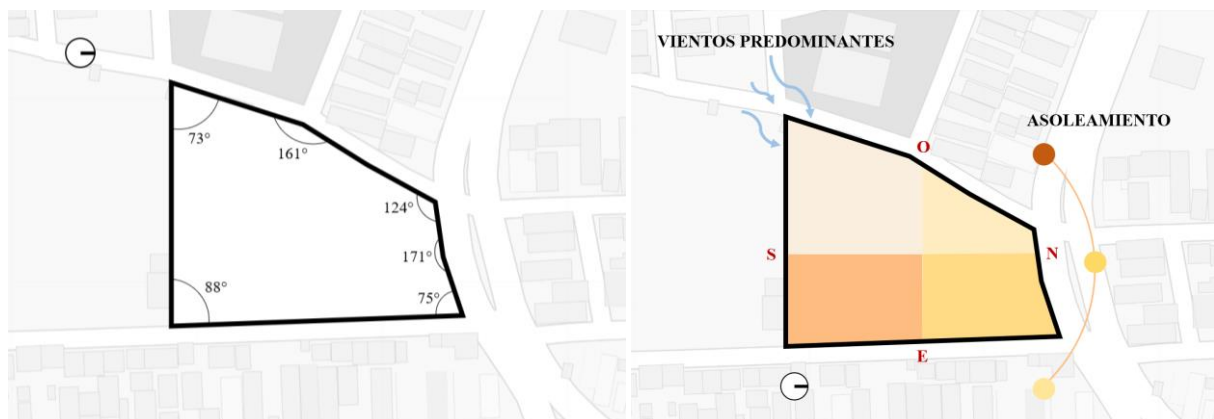 73°
161°
124°
171°
88°
75°
VIENTOS PREDOMINANTES
ASOLEAMIENTO
O
S
N
E